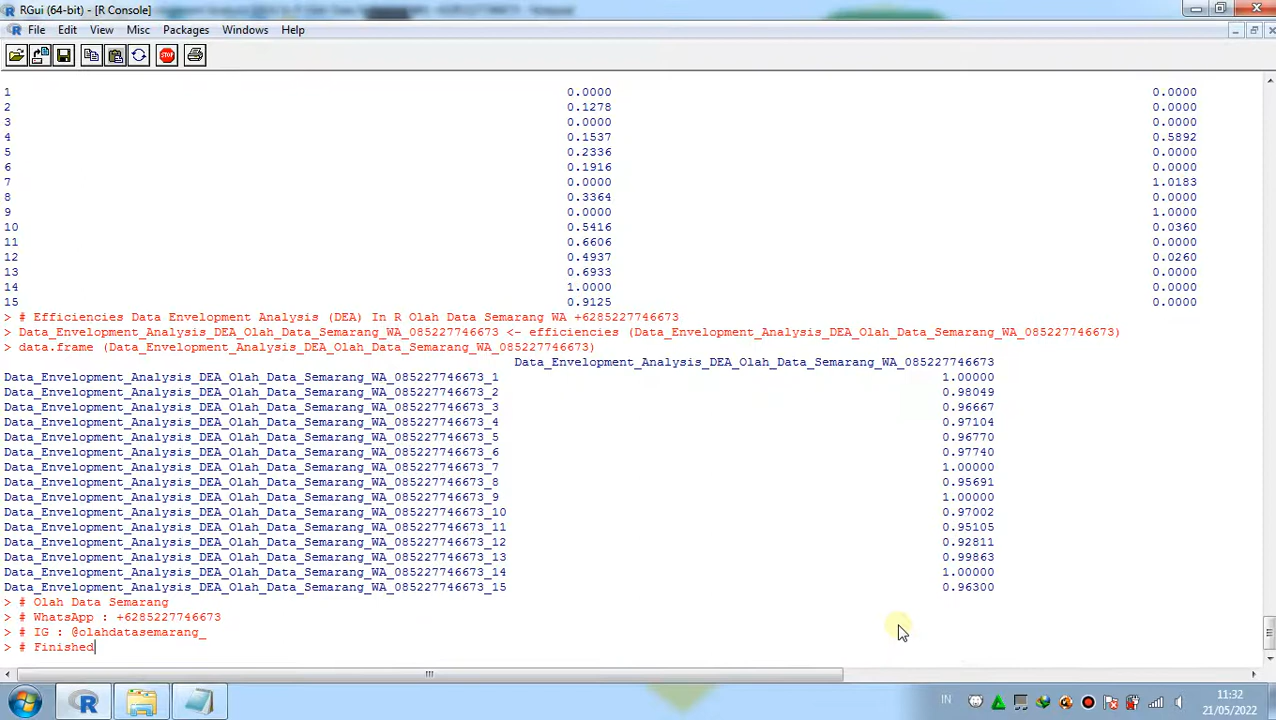 RGui (64-bit) - [R Console]
File Edit View Misc Packages Windows Help
STOP
1 0.0000 0.0000
2 0.1278 0.0000
3 0.0000 0.0000
4 0.1537 0.5892
5 0.2336 0.0000
6 0.1916 0.0000
7 0.0000 1.0183
8 0.3364 0.0000
9 0.0000 1.0000
10 0.5416 0.0360
11 0.6606 0.0000
12 0.4937 0.0260
13 0.6933 0.0000
14 1.0000 0.0000
15 0.9125 0.0000
> # Efficiencies Data Envelopment Analysis (DEA) In R Olah Data Semarang WA +6285227746673
> Data_Envelopment_Analysis_DEA_Olah_Data_Semarang_WA_085227746673 <- efficiencies (Data_Envelopment_Analysis_DEA_Olah_Data_Semarang_WA_085227746673)
> data.frame (Data_Envelopment_Analysis_DEA_Olah_Data_Semarang_WA_085227746673)
Data_Envelopment_Analysis_DEA_Olah_Data_Semarang_WA_085227746673
Data_Envelopment_Analysis_DEA_Olah_Data_Semarang_WA_085227746673_1 1.00000
Data_Envelopment_Analysis_DEA_Olah_Data_Semarang_WA_085227746673_2 0.98049
Data_Envelopment_Analysis_DEA_Olah_Data_Semarang_WA_085227746673_3 0.96667
Data_Envelopment_Analysis_DEA_Olah_Data_Semarang_WA_085227746673_4 0.97104
Data_Envelopment_Analysis_DEA_Olah_Data_Semarang_WA_085227746673_5 0.96770
Data_Envelopment_Analysis_DEA_Olah_Data_Semarang_WA_085227746673_6 0.97740
Data_Envelopment_Analysis_DEA_Olah_Data_Semarang_WA_085227746673_7 1.00000
Data_Envelopment_Analysis_DEA_Olah_Data_Semarang_WA_085227746673_8 0.95691
Data_Envelopment_Analysis_DEA_Olah_Data_Semarang_WA_085227746673_9 1.00000
Data_Envelopment_Analysis_DEA_Olah_Data_Semarang_WA_085227746673_10 0.97002
Data_Envelopment_Analysis_DEA_Olah_Data_Semarang_WA_085227746673_11 0.95105
Data_Envelopment_Analysis_DEA_Olah_Data_Semarang_WA_085227746673_12 0.92811
Data_Envelopment_Analysis_DEA_Olah_Data_Semarang_WA_085227746673_13 0.99863
Data_Envelopment_Analysis_DEA_Olah_Data_Semarang_WA_085227746673_14 1.00000
Data_Envelopment_Analysis_DEA_Olah_Data_Semarang_WA_085227746673_15 0.96300
> # Olah Data Semarang
> # WhatsApp : +6285227746673
> # IG : @olahdatasemarang_
> # Finished
IN
11:32
21/05/2022